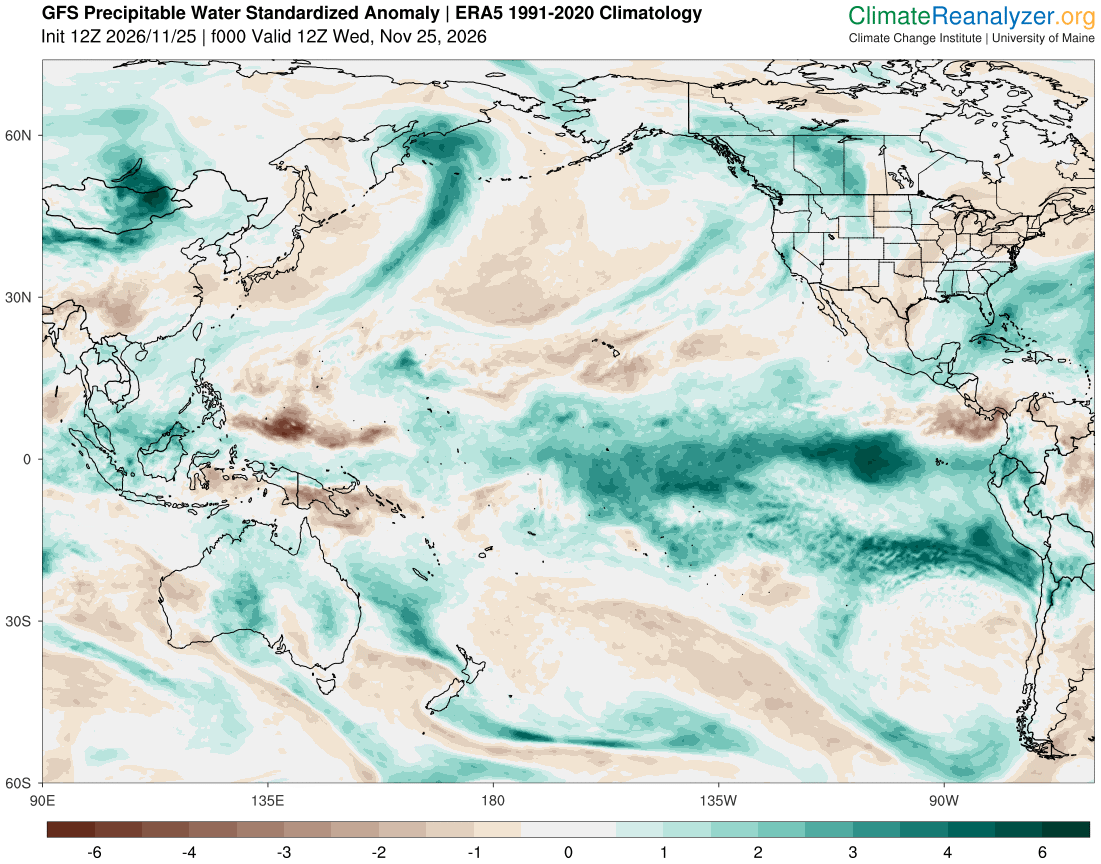 GFS Precipitable Water Standardized Anomaly | ERA5 1991-2020 Climatology
Init 12Z 2026/11/25 | f000 Valid 12Z Wed, Nov 25, 2026
ClimateReanalyzer.org
Climate Change Institute | University of Maine
60N
30N
0
30S
60S
90E 135E 180 135W 90W
-6 -5 -4 -3 -2 -1 0 1 2 3 4 5 6